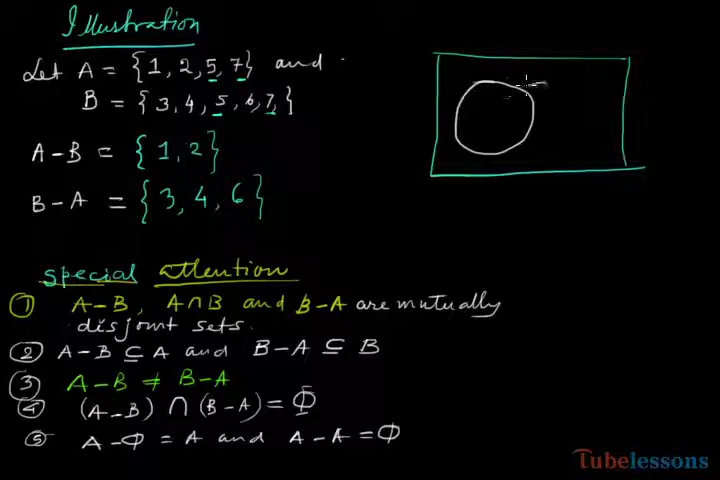 Illustration
Let A = {1, 2, 5, 7} and
B = {3, 4, 5, 6, 7, }
A-B = {1, 2}
B-A = {3, 4, 6}
special attention
① A-B, A∩B and B-A are mutually
disjoint sets.
② A-B ⊆ A and B-A ⊆ B
③ A-B ≠ B-A
④ (A-B) ∩ (B-A) = Φ
⑤ A-Φ = A and A-A = Φ
Tubelessons